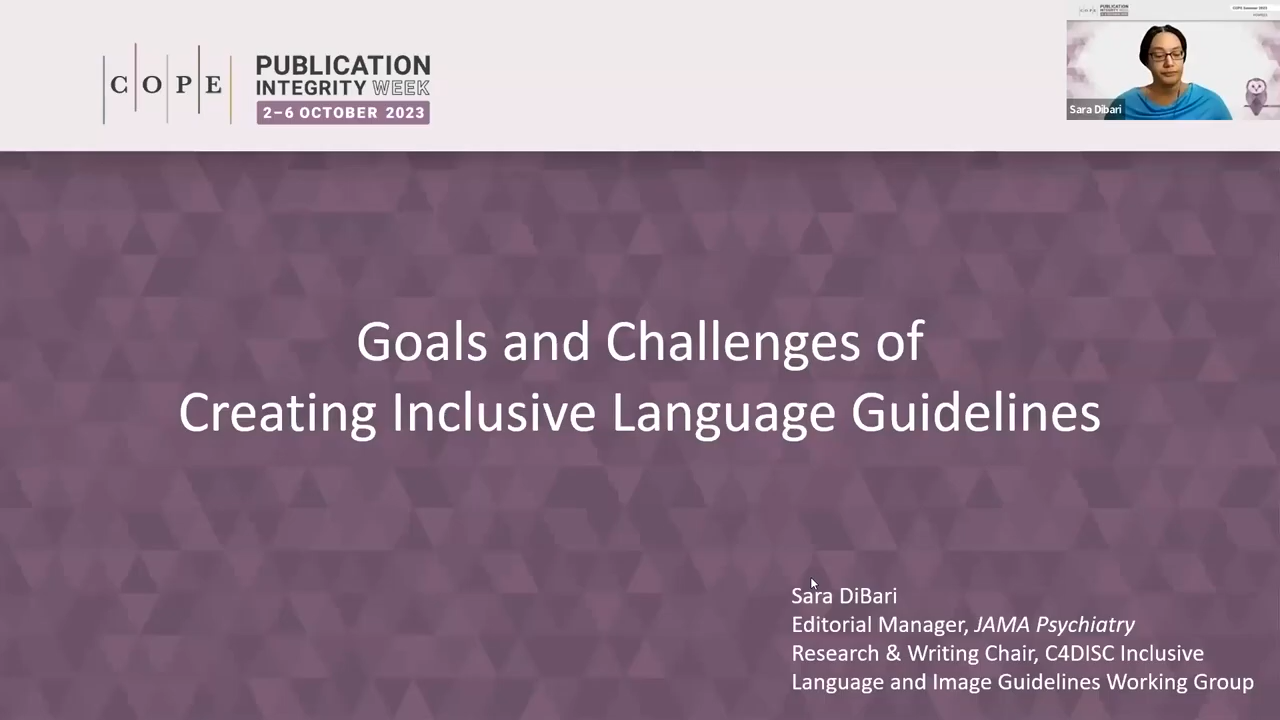 COPE
PUBLICATION
INTEGRITY WEEK
2–6 OCTOBER 2023
Sara Dibari
Goals and Challenges of
Creating Inclusive Language Guidelines
Sara DiBari
Editorial Manager, JAMA Psychiatry
Research & Writing Chair, C4DISC Inclusive
Language and Image Guidelines Working Group